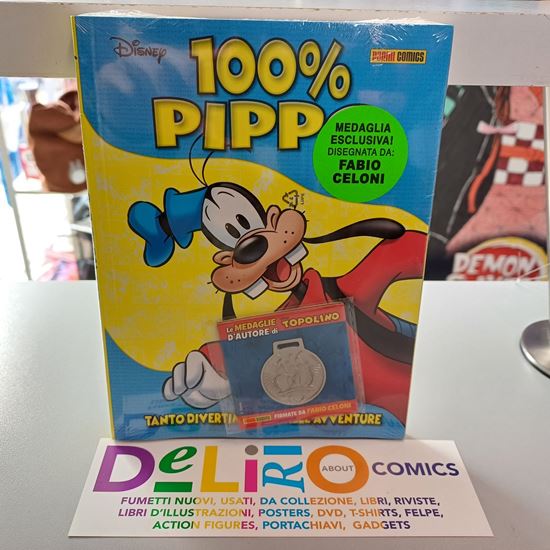 Disney
PANINI COMICS
100%
PIPP
MEDAGLIA
ESCLUSIVA!
DISEGNATA DA:
FABIO
CELONI
Le MEDAGLIE
D'AUTORE di TOPOLINO
FIRMATE DA FABIO CELONI
TANTO DIVERTI AVVENTURE
DEMON
DeLiRiO ABOUT COMICS
FUMETTI NUOVI, USATI, DA COLLEZIONE, LIBRI, RIVISTE,
LIBRI D'ILLUSTRAZIONI, POSTERS, DVD, T-SHIRTS, FELPE,
ACTION FIGURES, PORTACHIAVI, GADGETS